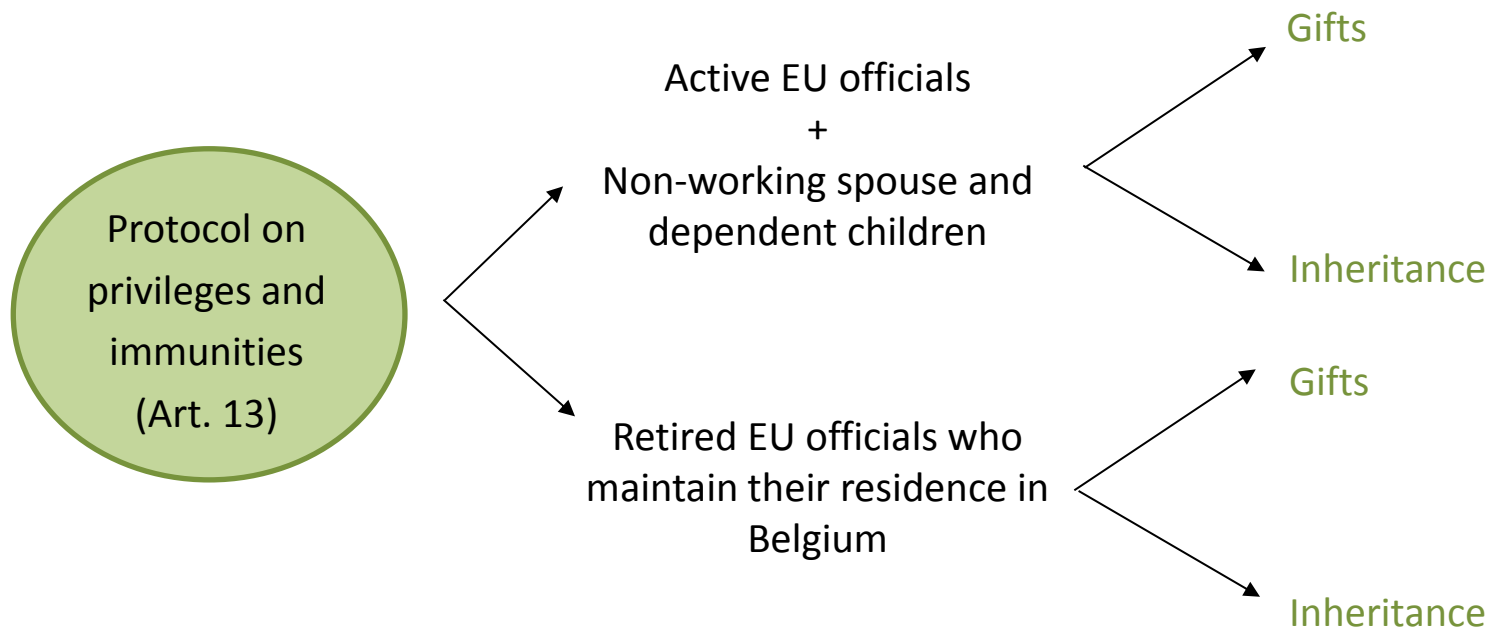 Protocol on
privileges and
immunities
(Art. 13)
Active EU officials
+
Non-working spouse and
dependent children
Gifts
Inheritance
Retired EU officials who
maintain their residence in
Belgium
Gifts
Inheritance